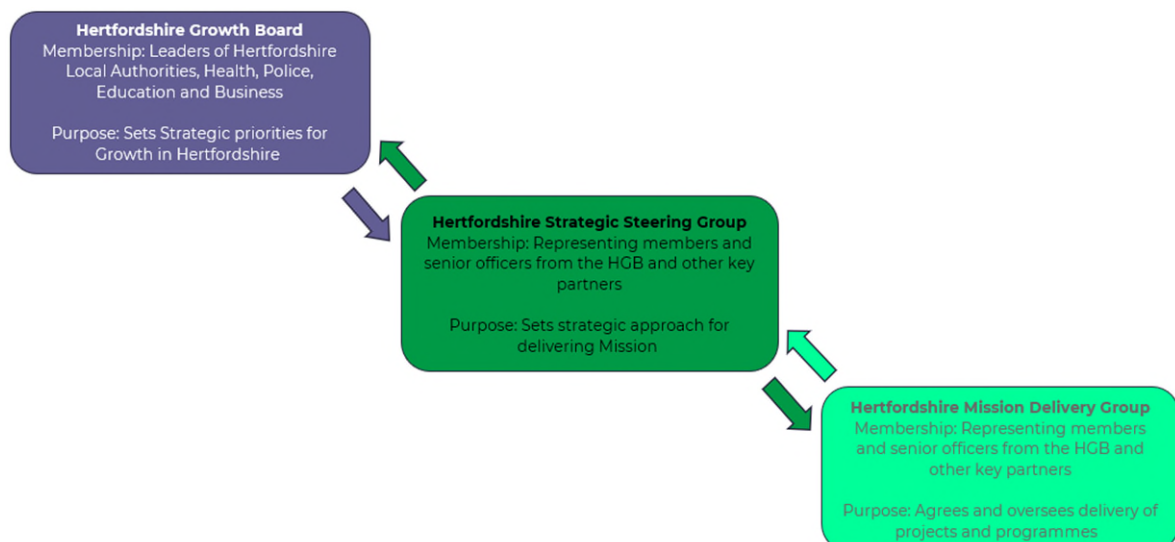 Hertfordshire Growth Board
Membership: Leaders of Hertfordshire
Local Authorities, Health, Police,
Education and Business
Purpose: Sets Strategic priorities for
Growth in Hertfordshire
Hertfordshire Strategic Steering Group
Membership: Representing members and
senior officers from the HGB and other key
partners
Purpose: Sets strategic approach for
delivering Mission
Hertfordshire Mission Delivery Group
Membership: Representing members
and senior officers from the HGB and
other key partners
Purpose: Agrees and oversees delivery of
projects and programmes